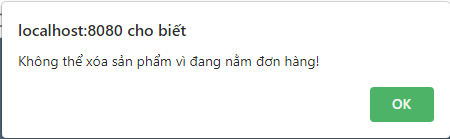 localhost:8080 cho biết
Không thể xóa sản phẩm vì đang nằm đơn hàng!
OK